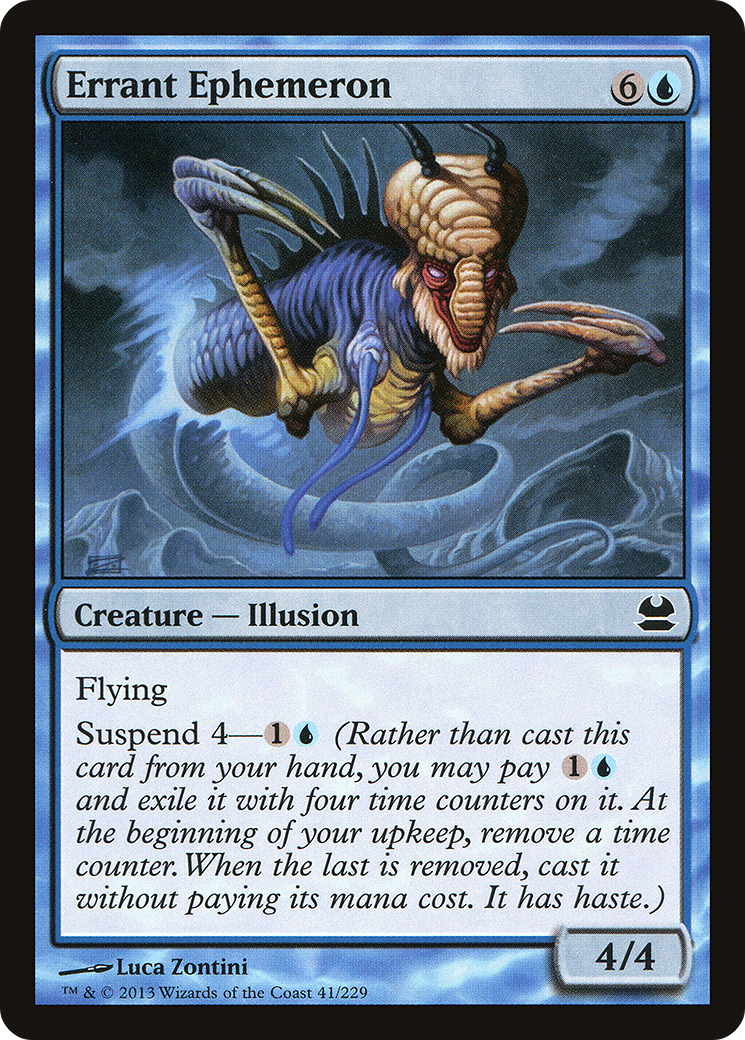 Errant Ephemeron 6
Creature — Illusion
Flying
Suspend 4—1 (Rather than cast this
card from your hand, you may pay 1
and exile it with four time counters on it. At
the beginning of your upkeep, remove a time
counter. When the last is removed, cast it
without paying its mana cost. It has haste.)
4/4
Luca Zontini
™ & © 2013 Wizards of the Coast 41/229